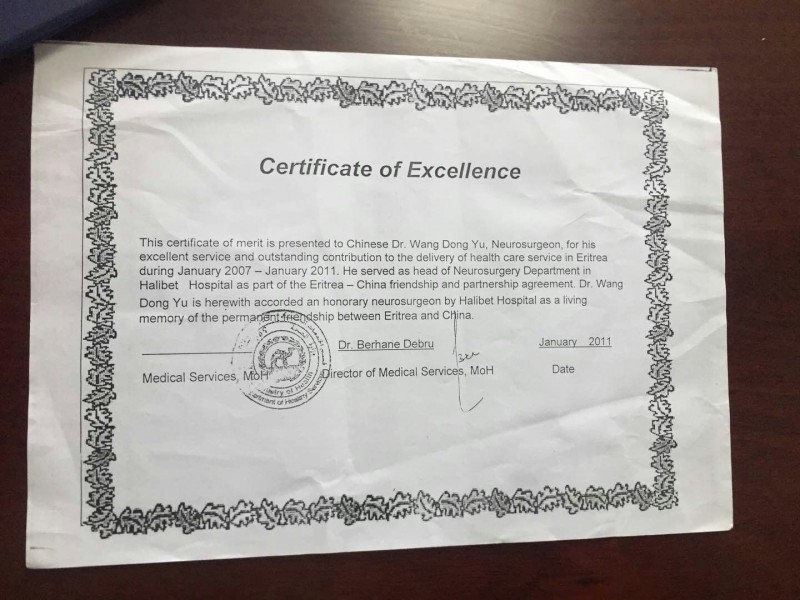 Certificate of Excellence
This certificate of merit is presented to Chinese Dr. Wang Dong Yu, Neurosurgeon, for his
excellent service and outstanding contribution to the delivery of health care service in Eritrea
during January 2007 – January 2011. He served as head of Neurosurgery Department in
Halibet Hospital as part of the Eritrea – China friendship and partnership agreement. Dr. Wang
Dong Yu is herewith accorded an honorary neurosurgeon by Halibet Hospital as a living
memory of the permanent friendship between Eritrea and China.
Dr. Berhane Debru
January 2011
Medical Services, MoH
Director of Medical Services, MoH
Date
of Health